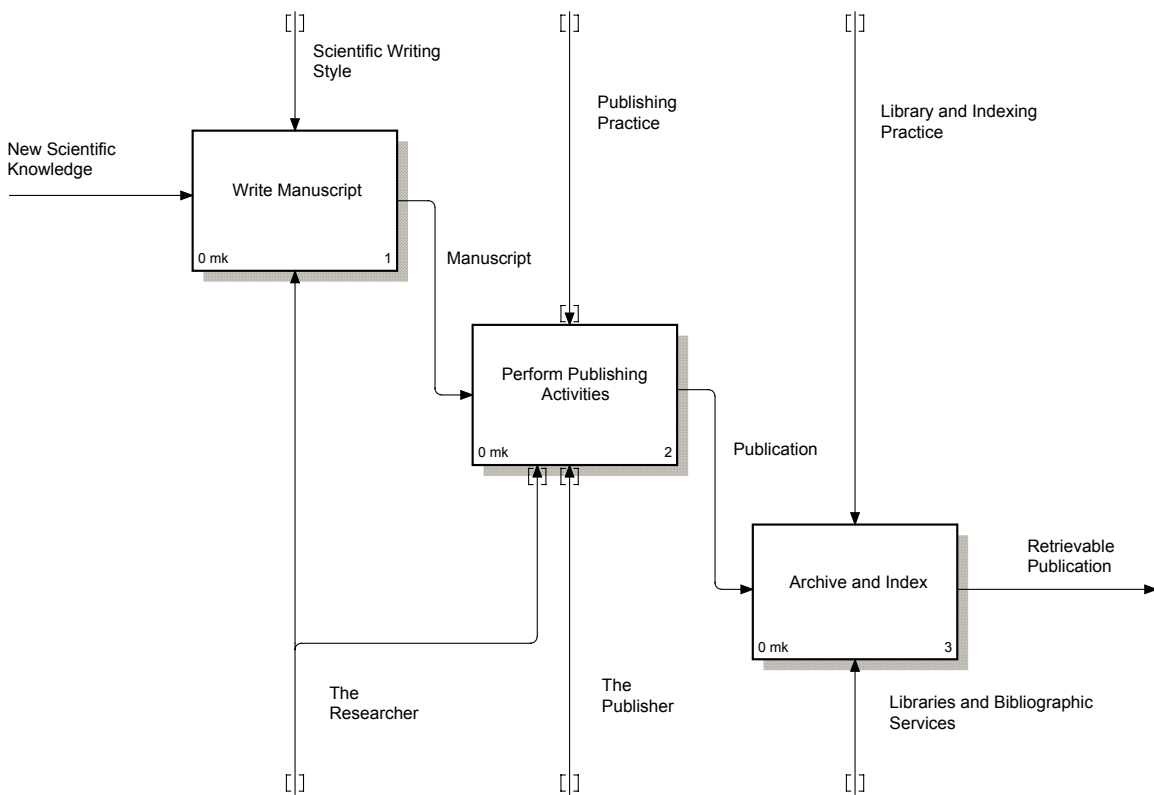 Scientific Writing
Style
New Scientific
Knowledge
Write Manuscript
0 mk
1
Publishing
Practice
Library and Indexing
Practice
Manuscript
Perform Publishing
Activities
0 mk
2
Publication
Archive and Index
0 mk
3
Retrievable
Publication
The
Researcher
The
Publisher
Libraries and Bibliographic
Services